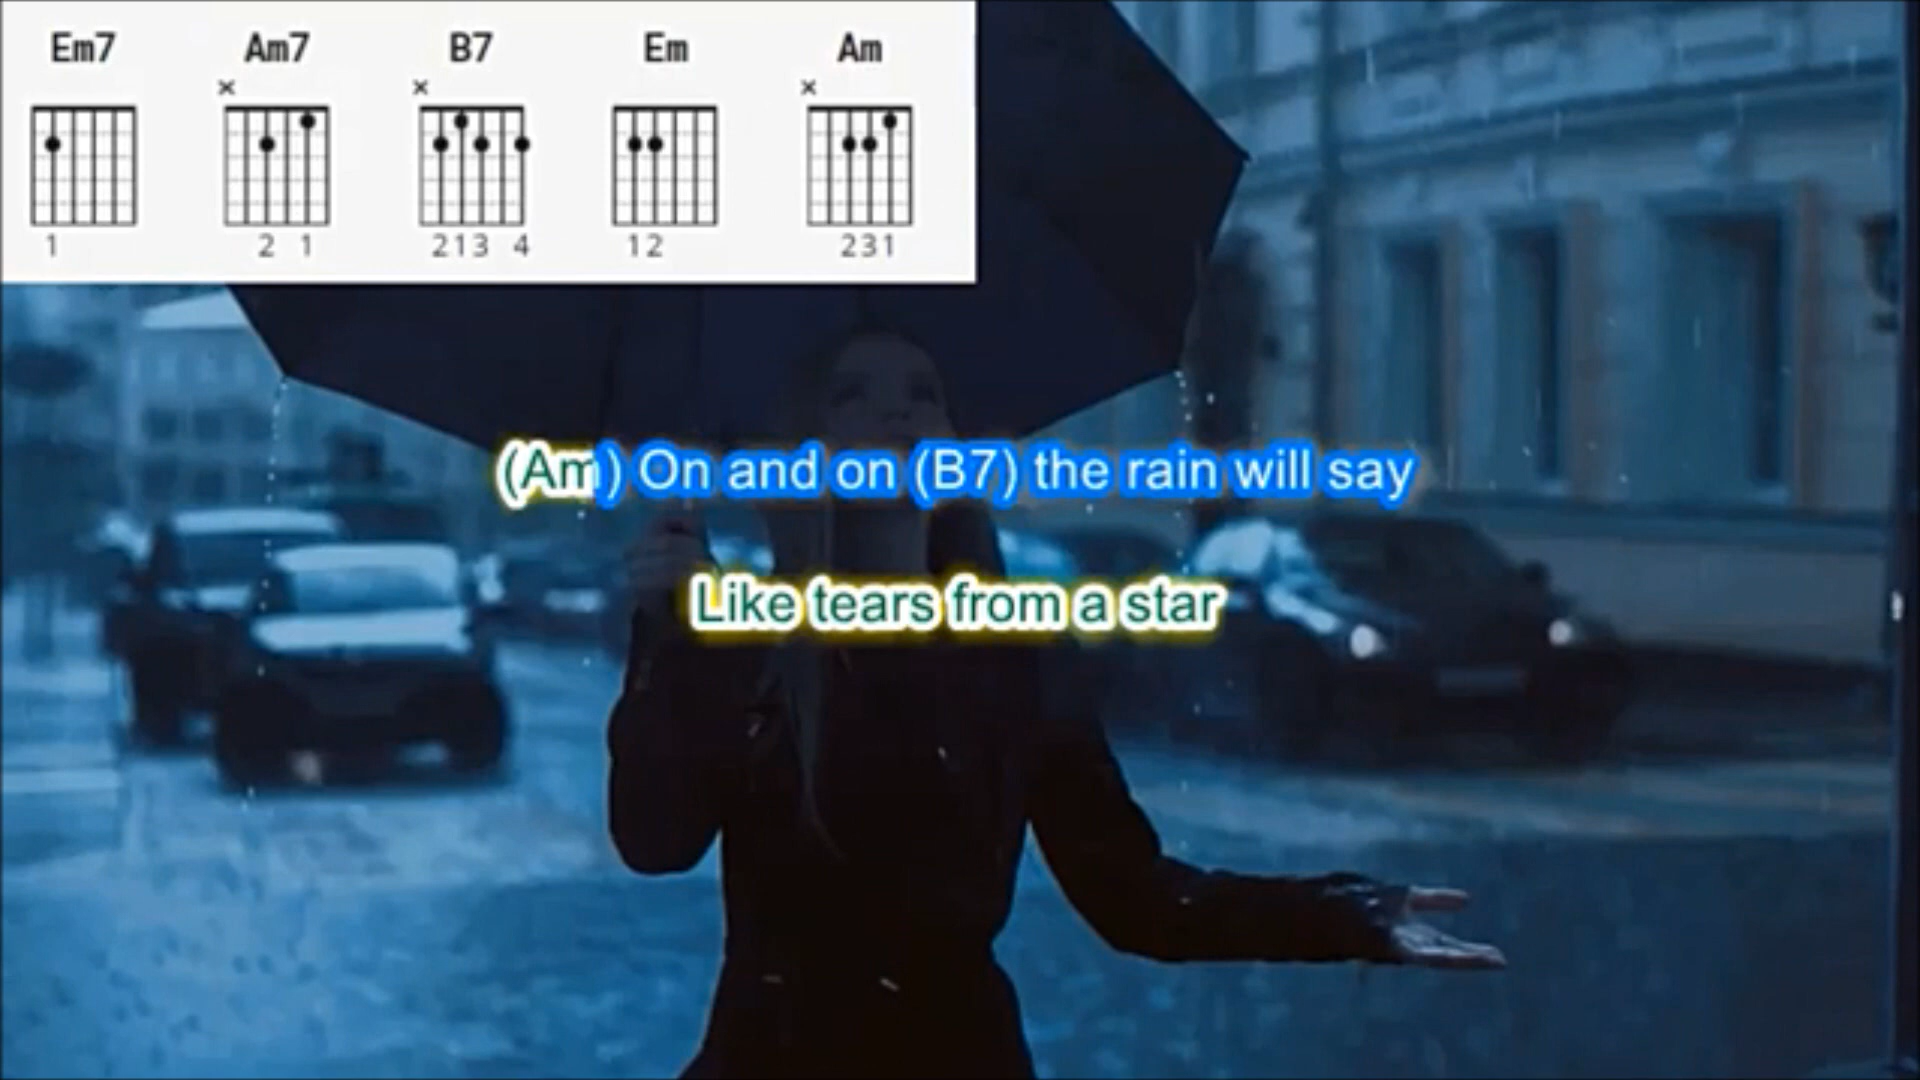 Em7 Am7 B7 Em Am
x x x
1 2 1 213 4 12 231
(Am) On and on (B7) the rain will say
Like tears from a star